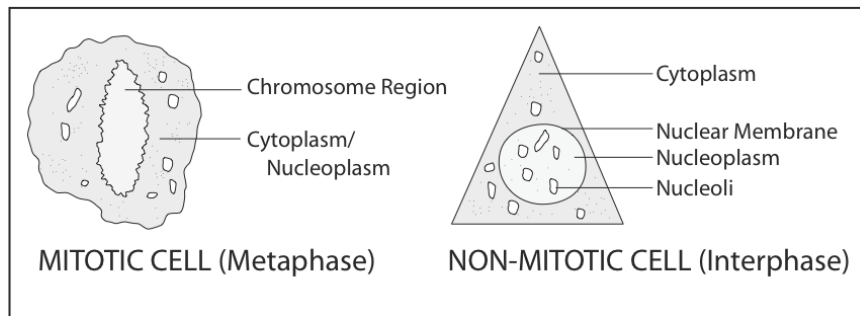 Chromosome Region
Cytoplasm/
Nucleoplasm
MITOTIC CELL (Metaphase)
Cytoplasm
Nuclear Membrane
Nucleoplasm
Nucleoli
NON-MITOTIC CELL (Interphase)